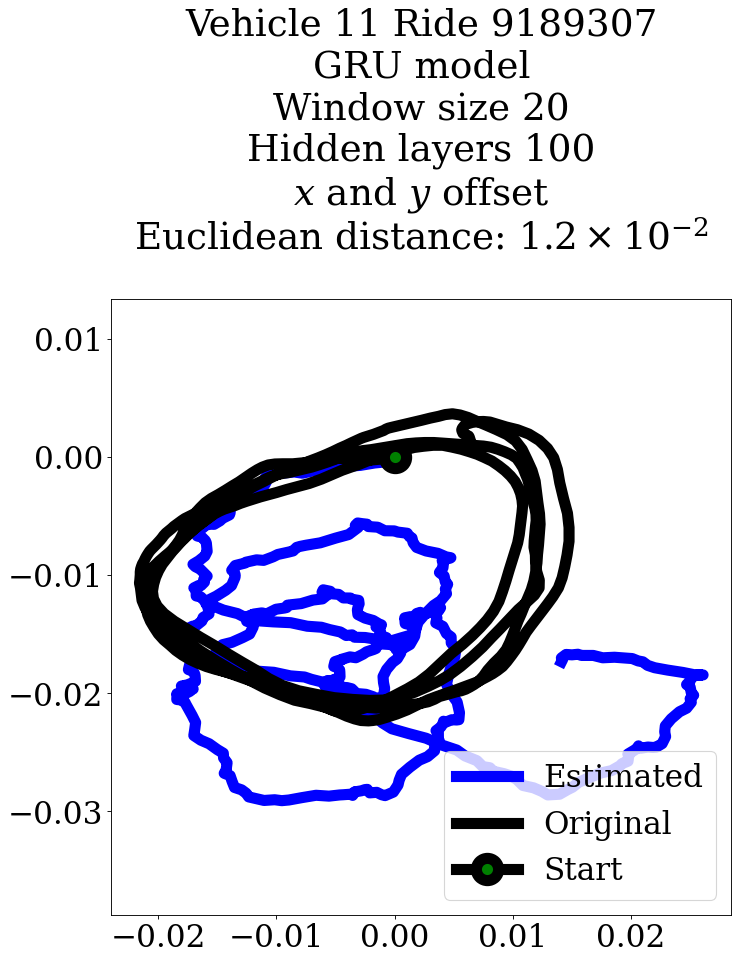 Vehicle 11 Ride 9189307
GRU model
Window size 20
Hidden layers 100
x and y offset
Euclidean distance: 1.2 × 10⁻²
0.01
0.00
−0.01
−0.02
−0.03
Estimated
Original
Start
−0.02 −0.01 0.00 0.01 0.02